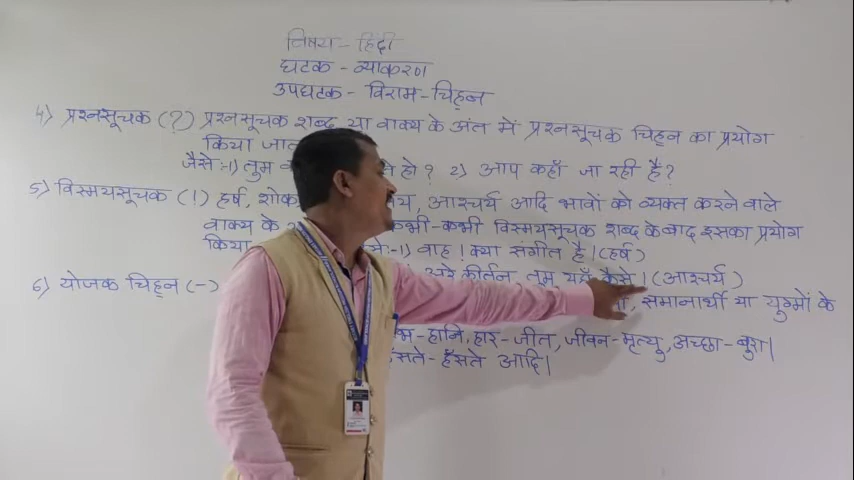 विषय - हिंदी
घटक - व्याकरण
उपघटक - विराम-चिह्न
4) प्रश्नसूचक (?) प्रश्नसूचक शब्द या वाक्य के अंत में प्रश्नसूचक चिह्न का प्रयोग
किया जात
जैसे:-1) तुम हो? 2) आप कहाँ जा रही हैं?
5) विस्मयसूचक (!) हर्ष, शोक, आश्चर्य आदि भावों को व्यक्त करने वाले
वाक्य के कभी-कभी विस्मयसूचक शब्द के बाद इसका प्रयोग
किया -1) वाह ! क्या संगीत है।(हर्ष)
अरे कीर्तन, तुम यहाँ कैसे ! (आश्चर्य)
6) योजक चिह्न (-) , समानार्थी या युग्मों के
हानि, हार-जीत, जीवन-मृत्यु, अच्छा-बुरा।
हँसते आदि।